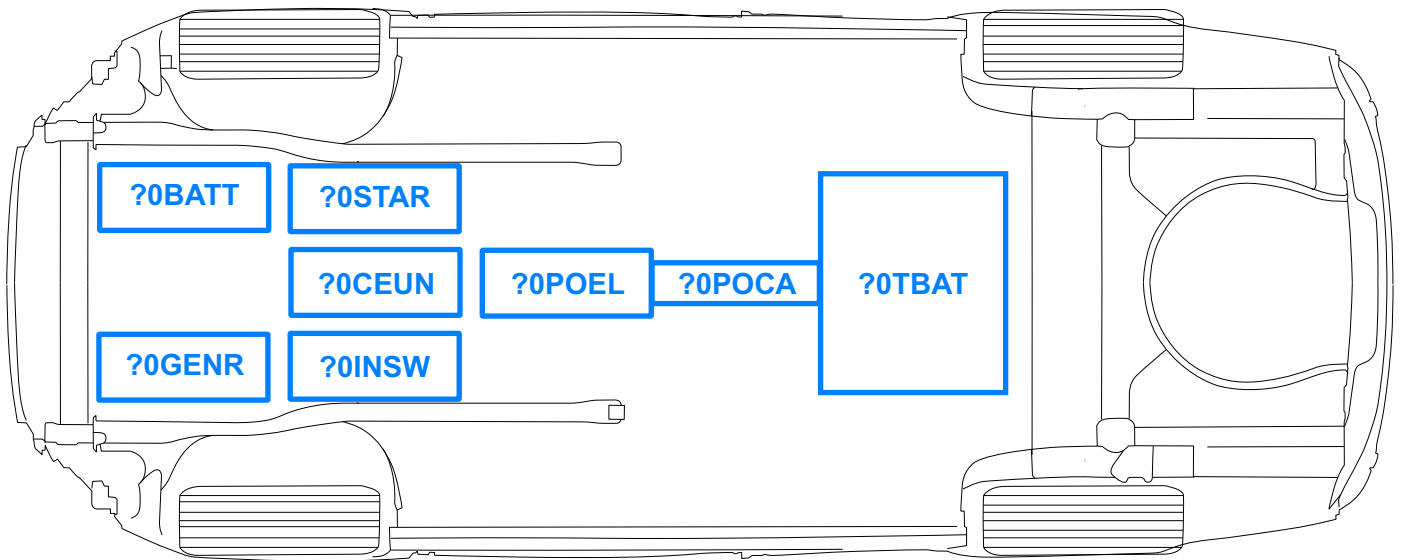 ?0BATT
?0STAR
?0CEUN
?0POEL
?0POCA
?0TBAT
?0GENR
?0INSW